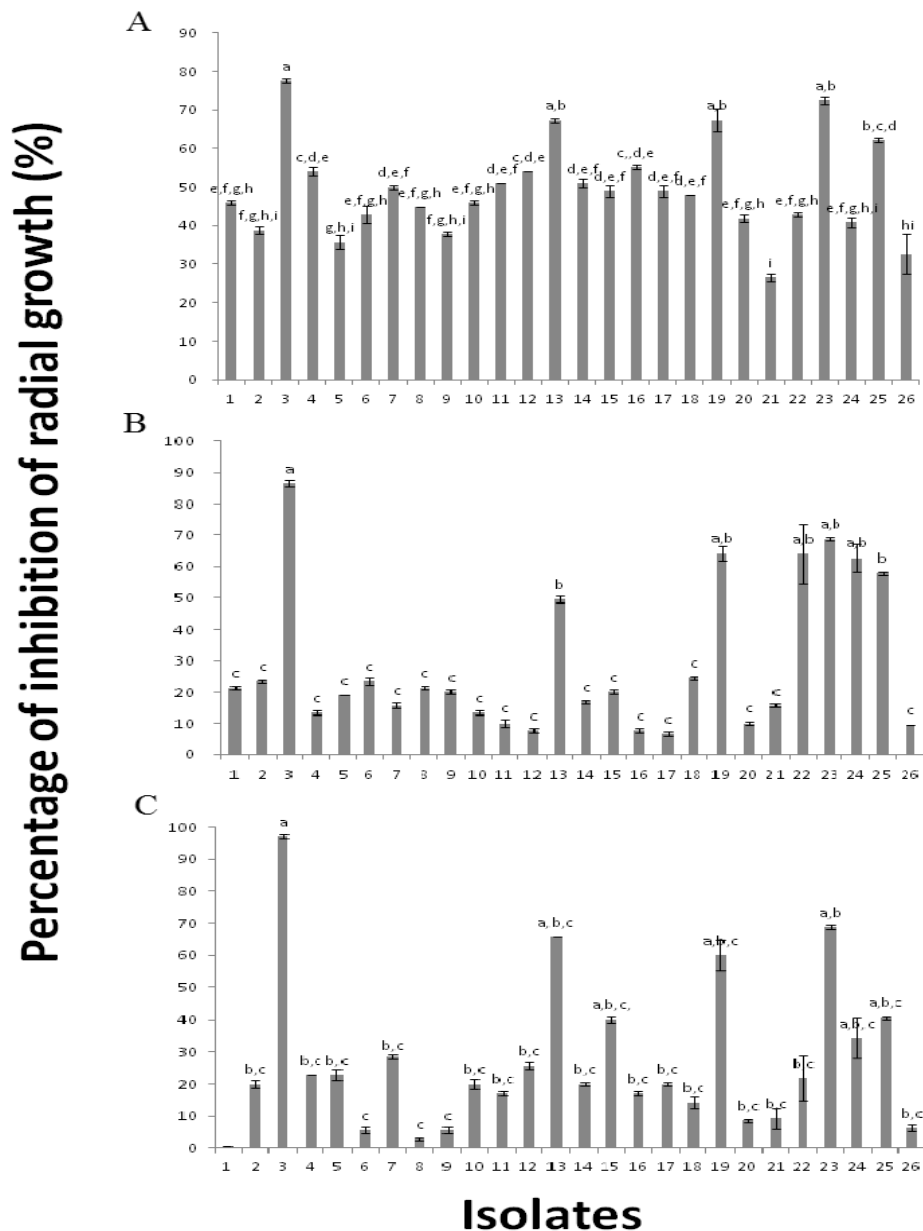 A
Percentage of inhibition of radial growth (%)
90
80
70
60
50
40
30
20
10
0
e,f,g,h
f,g,h,i
a
c,d,e
g,h,i
e,f,g,h
d,e,f
e,f,g,h
f,g,h,i
e,f,g,h
d,e,f
c,d,e
a,b
d,e,f
d,e,f
c,,d,e
d,e,f
d,e,f
a,b
e,f,g,h
i
e,f,g,h
a,b
e,f,g,h,i
b,c,d
hi
1 2 3 4 5 6 7 8 9 10 11 12 13 14 15 16 17 18 19 20 21 22 23 24 25 26
B
100
90
80
70
60
50
40
30
20
10
0
c c a c c c c c c c c c b c c c c c a,b c c a,b a,b a,b b c
1 2 3 4 5 6 7 8 9 10 11 12 13 14 15 16 17 18 19 20 21 22 23 24 25 26
C
100
90
80
70
60
50
40
30
20
10
0
b,c a b,c b,c c b,c c c b,c b,c b,c a,b,c b,c a,b,c, b,c b,c b,c a,b,c b,c b,c b,c a,b a,b,c a,b,c b,c
1 2 3 4 5 6 7 8 9 10 11 12 13 14 15 16 17 18 19 20 21 22 23 24 25 26
Isolates